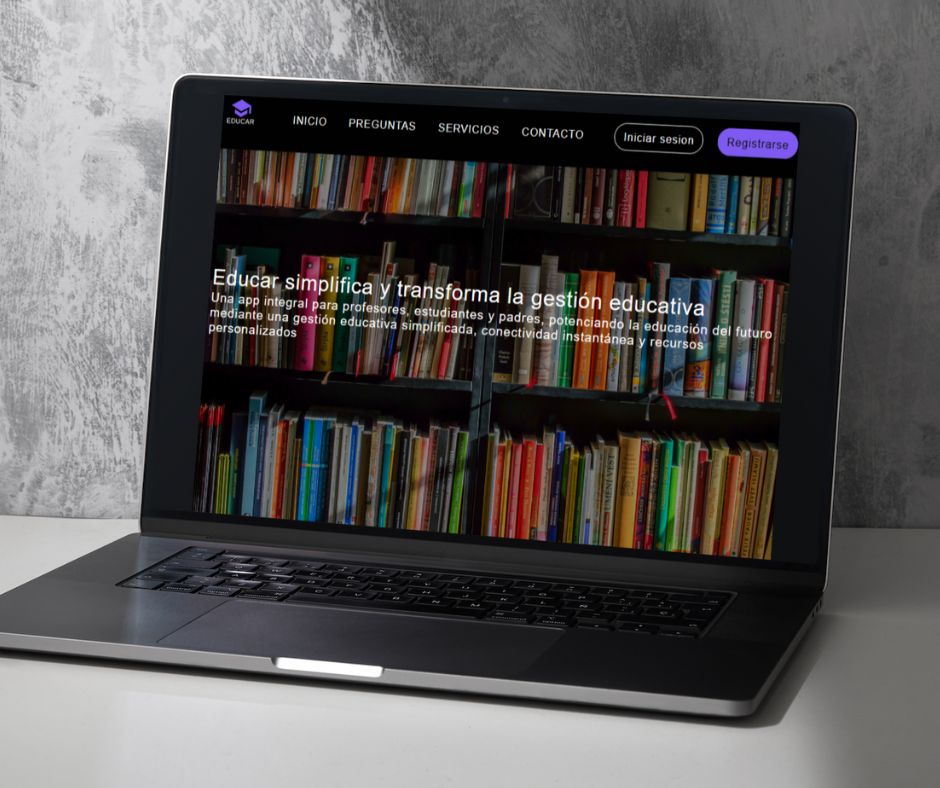 EDUCAR
INICIO
PREGUNTAS
SERVICIOS
CONTACTO
Iniciar sesion
Registrarse
Educar simplifica y transforma la gestión educativa
Una app integral para profesores, estudiantes y padres, potenciando la educación del futuro
mediante una gestión educativa simplificada, conectividad instantánea y recursos
personalizados